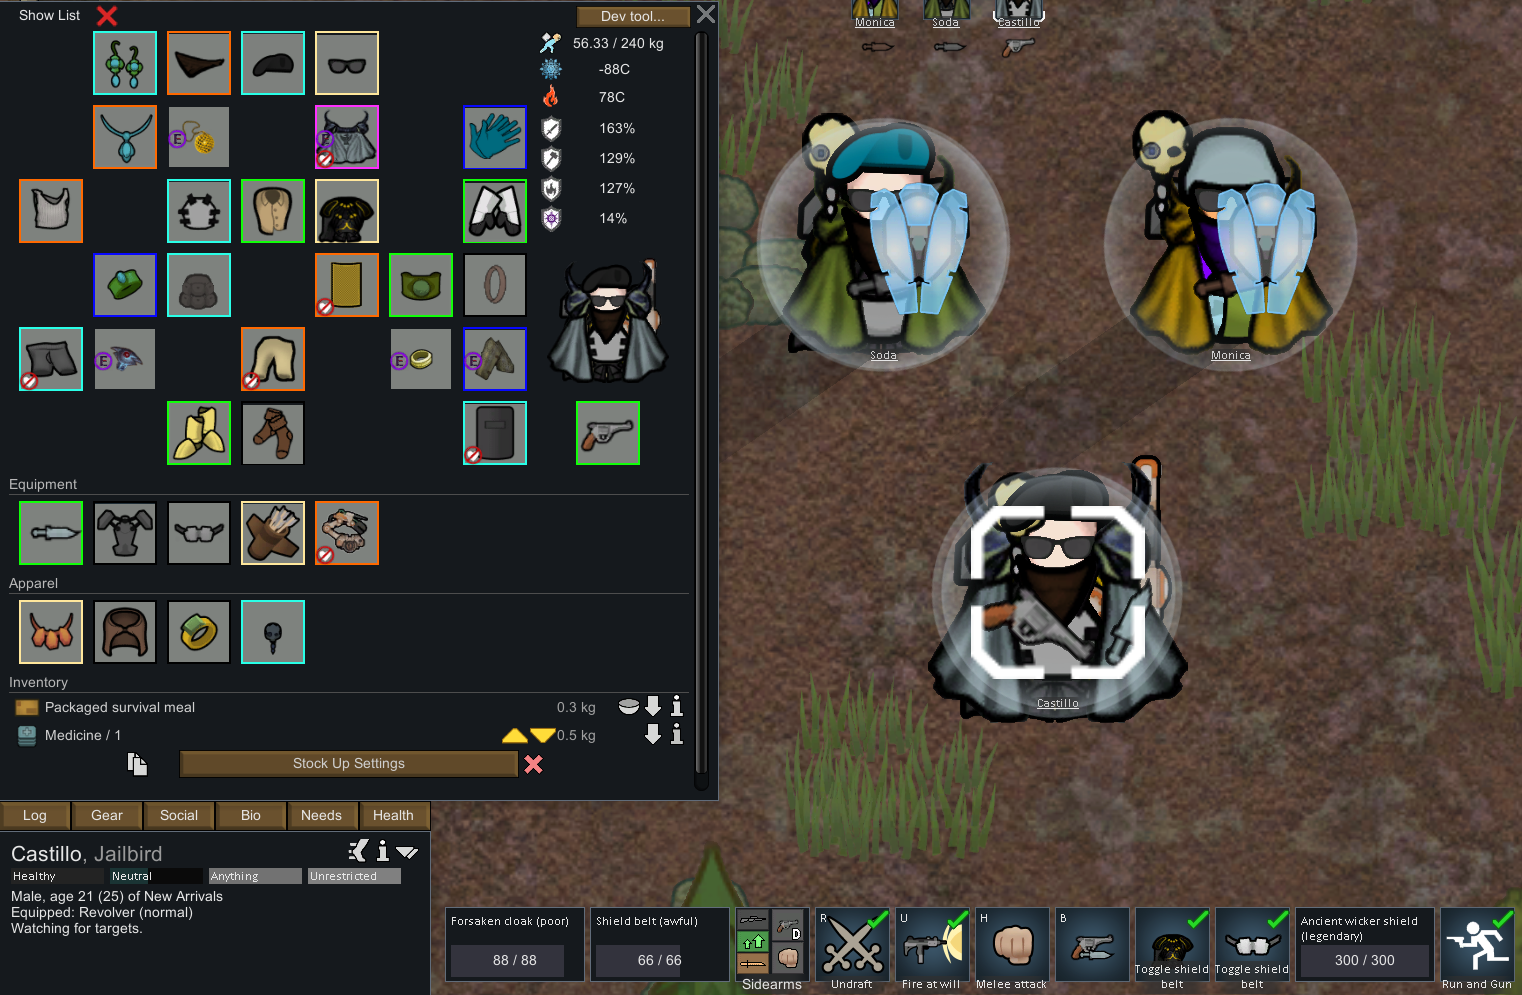 Show List
Dev tool...
Monica
Soda
Castillo
56.33 / 240 kg
-88C
78C
163%
129%
127%
14%
E
E
E
E
E
Soda
Monica
Castillo
Equipment
Apparel
Inventory
Packaged survival meal
0.3 kg
Medicine / 1
0.5 kg
Stock Up Settings
Log
Gear
Social
Bio
Needs
Health
Castillo, Jailbird
Healthy
Neutral
Anything
Unrestricted
Male, age 21 (25) of New Arrivals
Equipped: Revolver (normal)
Watching for targets.
Forsaken cloak (poor)
88 / 88
Shield belt (awful)
66 / 66
D
Sidearms
R
Undraft
U
Fire at will
H
Melee attack
B
Toggle shield
belt
Toggle shield
belt
Ancient wicker shield
(legendary)
300 / 300
Run and Gun